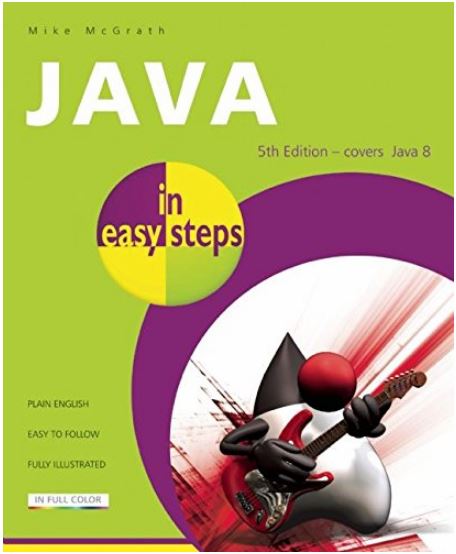 Mike McGrath
JAVA
5th Edition – covers Java 8
in
easy steps
PLAIN ENGLISH
EASY TO FOLLOW
FULLY ILLUSTRATED
IN FULL COLOR